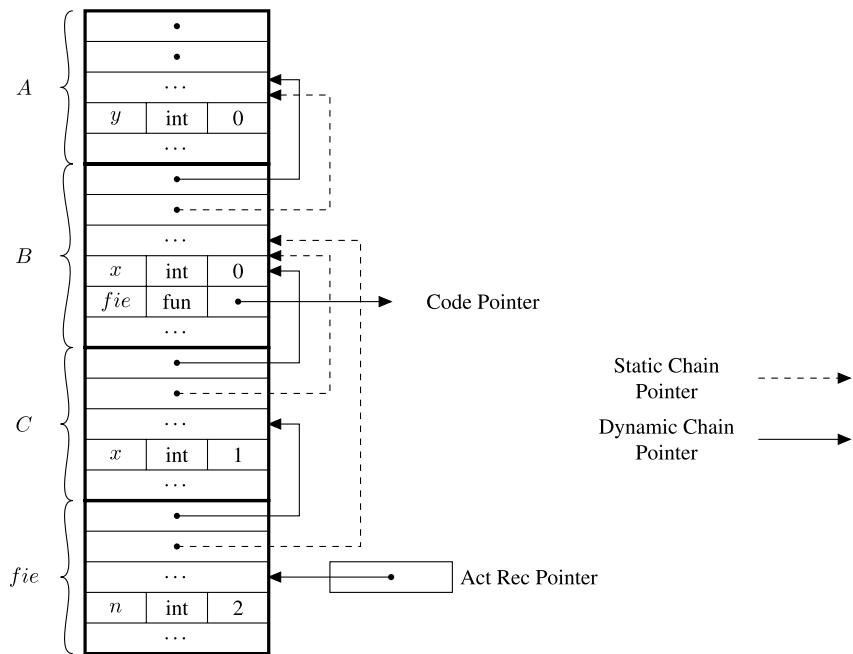 A
...
y int 0
...
B
...
x int 0
fie fun
Code Pointer
...
Static Chain
Pointer
C
...
Dynamic Chain
Pointer
x int 1
...
fie
...
Act Rec Pointer
n int 2
...